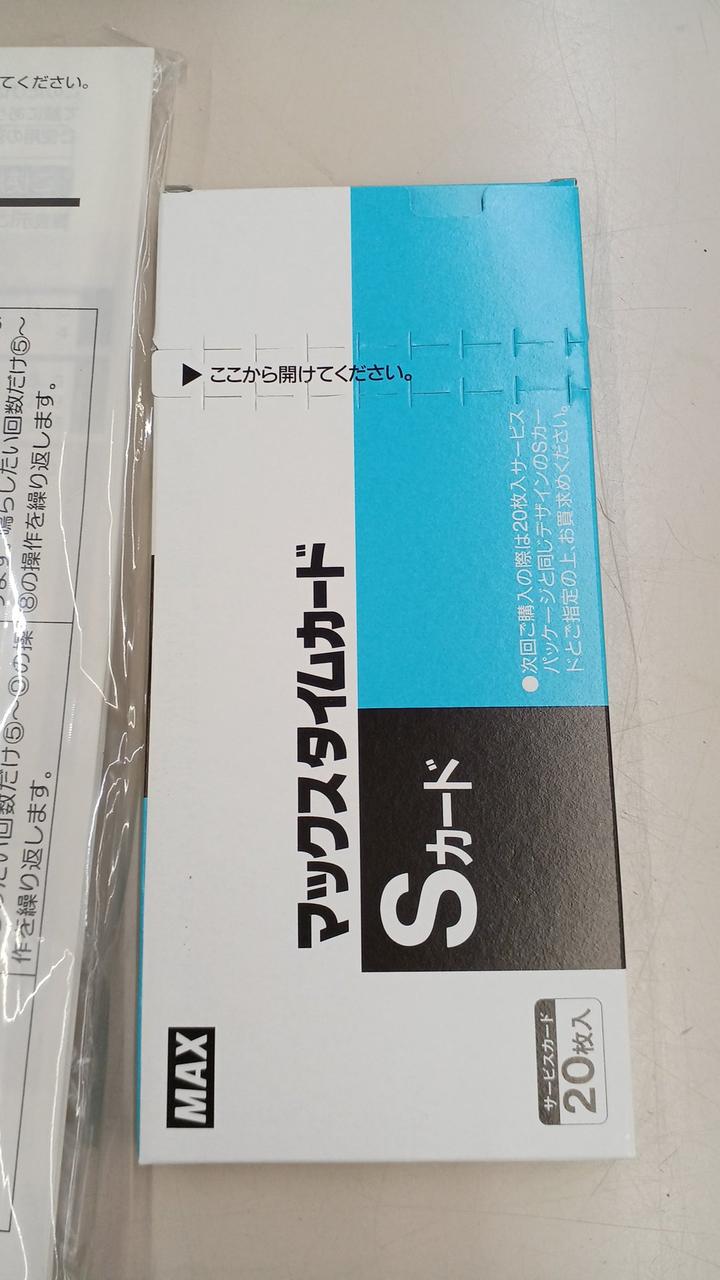 てください。
鳴らしたい回数だけ⑤〜
⑧の操作を繰り返します。
回数だけ⑤〜⑧の操
作を繰り返します。
▶ここから開けてください。
マックスタイムカード
Sカード
●次回ご購入の際は20枚入サービス
パッケージと同じデザインのSカー
ドとご指定の上、お買求めください。
MAX
サービスカード
20枚入